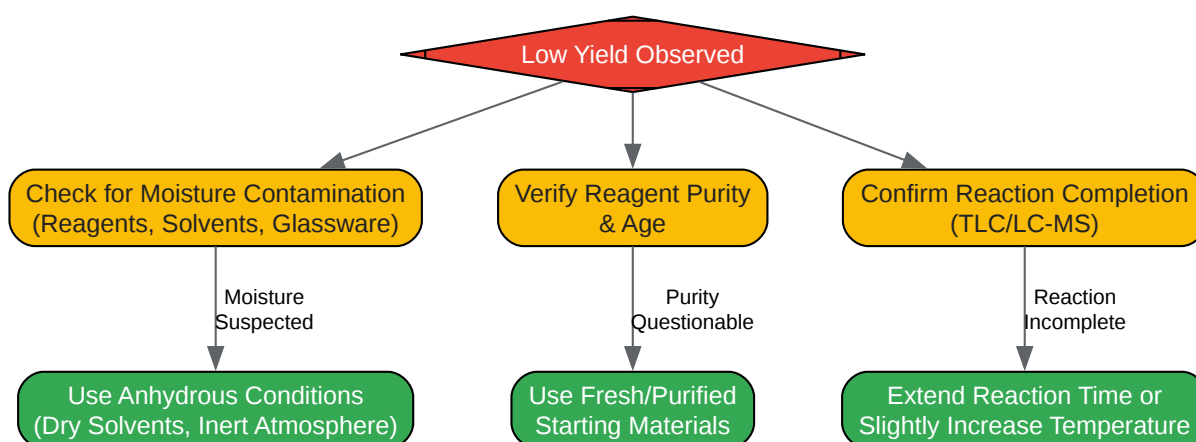 Low Yield Observed
Check for Moisture Contamination
(Reagents, Solvents, Glassware)
Verify Reagent Purity
& Age
Confirm Reaction Completion
(TLC/LC-MS)
Moisture
Suspected
Purity
Questionable
Reaction
Incomplete
Use Anhydrous Conditions
(Dry Solvents, Inert Atmosphere)
Use Fresh/Purified
Starting Materials
Extend Reaction Time or
Slightly Increase Temperature